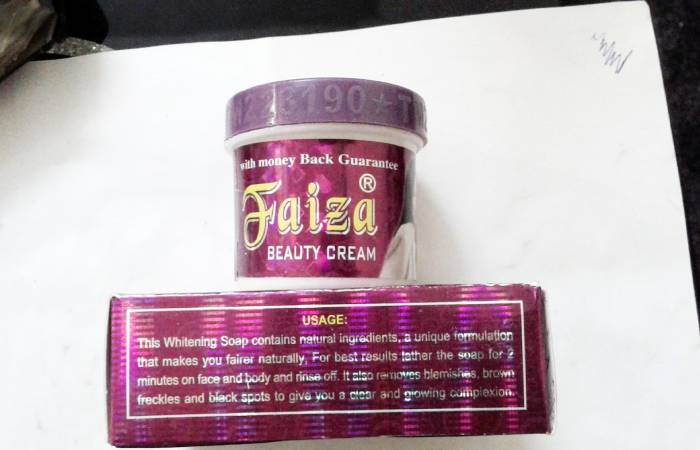 with money Back Guarantee
Faiza®
BEAUTY CREAM
USAGE:
This Whitening Soap contains natural ingredients, a unique formulation
that makes you fairer naturally, For best results lather the soap for 2
minutes on face and body and rinse off. It also removes blemishes, brown
freckles and black spots to give you a clear and glowing complexion.